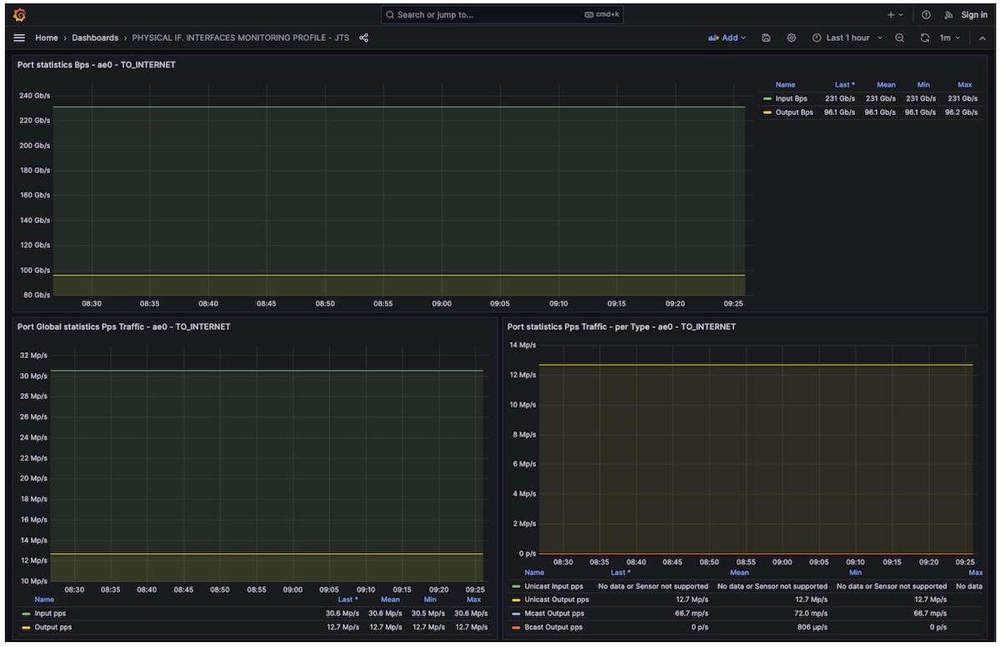 Search or jump to... cmd+k Sign in
Home › Dashboards › PHYSICAL IF. INTERFACES MONITORING PROFILE - JTS Add Last 1 hour 1m
Port statistics Bps - ae0 - TO_INTERNET
240 Gb/s
220 Gb/s
200 Gb/s
180 Gb/s
160 Gb/s
140 Gb/s
120 Gb/s
100 Gb/s
80 Gb/s
08:30 08:35 08:40 08:45 08:50 08:55 09:00 09:05 09:10 09:15 09:20 09:25
Name Last * Mean Min Max
Input Bps 231 Gb/s 231 Gb/s 231 Gb/s 231 Gb/s
Output Bps 96.1 Gb/s 96.1 Gb/s 96.1 Gb/s 96.2 Gb/s
Port Global statistics Pps Traffic - ae0 - TO_INTERNET
32 Mp/s
30 Mp/s
28 Mp/s
26 Mp/s
24 Mp/s
22 Mp/s
20 Mp/s
18 Mp/s
16 Mp/s
14 Mp/s
12 Mp/s
10 Mp/s
08:30 08:35 08:40 08:45 08:50 08:55 09:00 09:05 09:10 09:15 09:20 09:25
Name Last * Mean Min Max
Input pps 30.6 Mp/s 30.6 Mp/s 30.5 Mp/s 30.6 Mp/s
Output pps 12.7 Mp/s 12.7 Mp/s 12.7 Mp/s 12.7 Mp/s
Port statistics Pps Traffic - per Type - ae0 - TO_INTERNET
14 Mp/s
12 Mp/s
10 Mp/s
8 Mp/s
6 Mp/s
4 Mp/s
2 Mp/s
0 p/s
08:30 08:35 08:40 08:45 08:50 08:55 09:00 09:05 09:10 09:15 09:20 09:25
Name Last * Mean Min Max
Unicast Input pps No data or Sensor not supported No data or Sensor not supported No data or Sensor not supported No data
Unicast Output pps 12.7 Mp/s 12.7 Mp/s 12.7 Mp/s
Mcast Output pps 66.7 mp/s 72.0 mp/s 66.7 mp/s
Bcast Output pps 0 p/s 806 µp/s 0 p/s